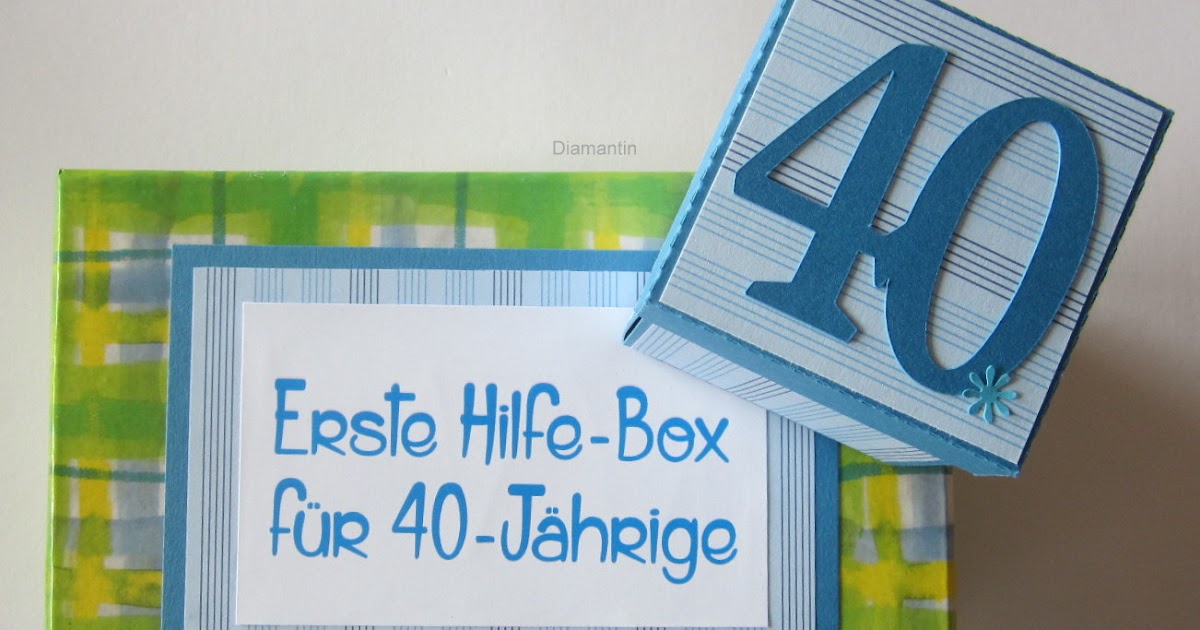 40
Diamantin
Erste Hilfe-Box
für 40-Jährige